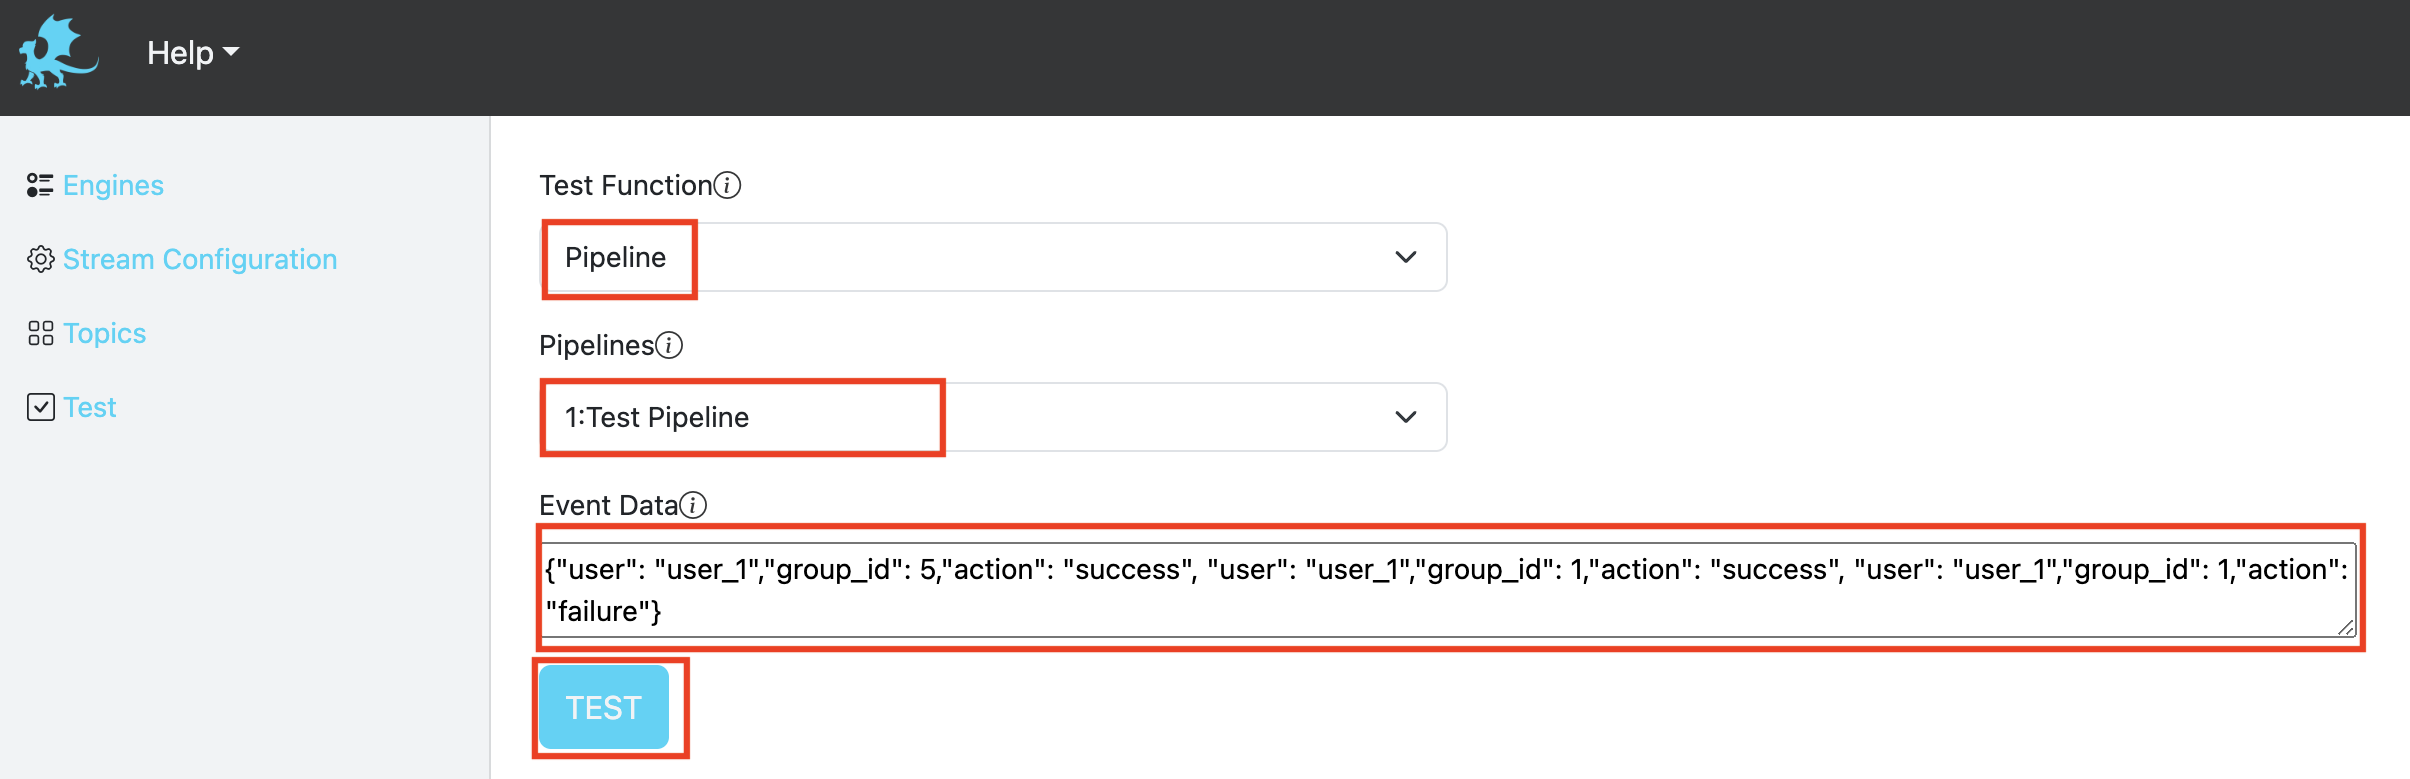 Help
Engines
Stream Configuration
Topics
Test
Test Function
Pipeline
Pipelines
1:Test Pipeline
Event Data
{"user": "user_1","group_id": 5,"action": "success", "user": "user_1","group_id": 1,"action": "success", "user": "user_1","group_id": 1,"action":
"failure"}
TEST